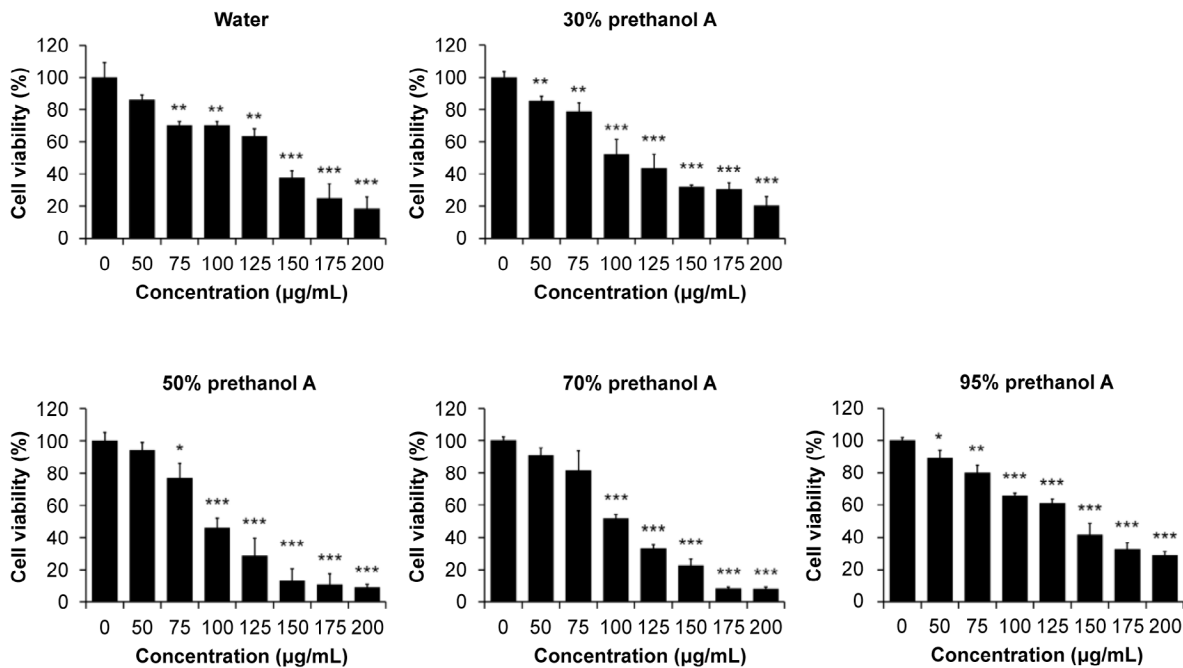 Water
Cell viability (%)
120
100
80
60
40
20
0
** ** ** *** *** ***
0 50 75 100 125 150 175 200
Concentration (µg/mL)
30% prethanol A
Cell viability (%)
120
100
80
60
40
20
0
** ** *** *** *** *** ***
0 50 75 100 125 150 175 200
Concentration (µg/mL)
50% prethanol A
Cell viability (%)
120
100
80
60
40
20
0
* *** *** *** *** ***
0 50 75 100 125 150 175 200
Concentration (µg/mL)
70% prethanol A
Cell viability (%)
120
100
80
60
40
20
0
*** *** *** *** ***
0 50 75 100 125 150 175 200
Concentration (µg/mL)
95% prethanol A
Cell viability (%)
120
100
80
60
40
20
0
* ** *** *** *** *** ***
0 50 75 100 125 150 175 200
Concentration (µg/mL)